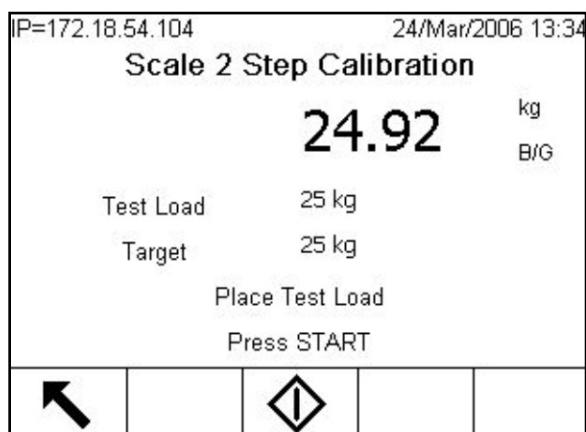 IP=172.18.54.104 24/Mar/2006 13:34
Scale 2 Step Calibration
24.92 kg
B/G
Test Load 25 kg
Target 25 kg
Place Test Load
Press START